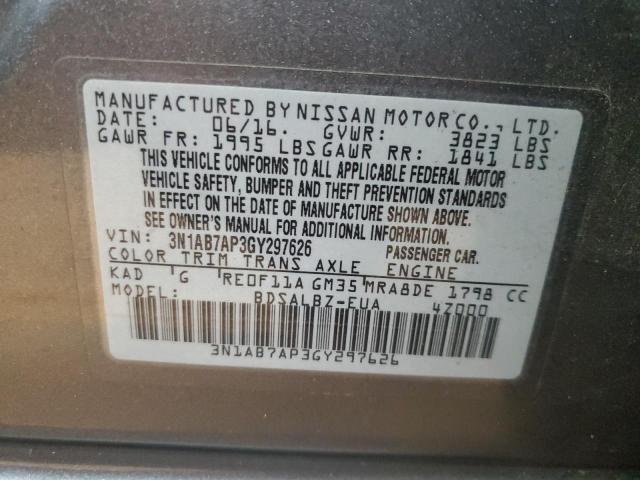 MANUFACTURED BY NISSAN MOTOR CO., LTD.
DATE: 06/16. GVWR: 3823 LBS
GAWR FR: 1995 LBS GAWR RR: 1841 LBS
THIS VEHICLE CONFORMS TO ALL APPLICABLE FEDERAL MOTOR
VEHICLE SAFETY, BUMPER AND THEFT PREVENTION STANDARDS
IN EFFECT ON THE DATE OF MANUFACTURE SHOWN ABOVE.
SEE OWNER'S MANUAL FOR ADDITIONAL INFORMATION.
VIN: 3N1AB7AP3GY297626 PASSENGER CAR.
COLOR TRIM TRANS AXLE ENGINE
KAD G RE0F11A GM35 MRA8DE 1798 CC
BDSALBZ-EUA 4Z000
3N1AB7AP3GY297626